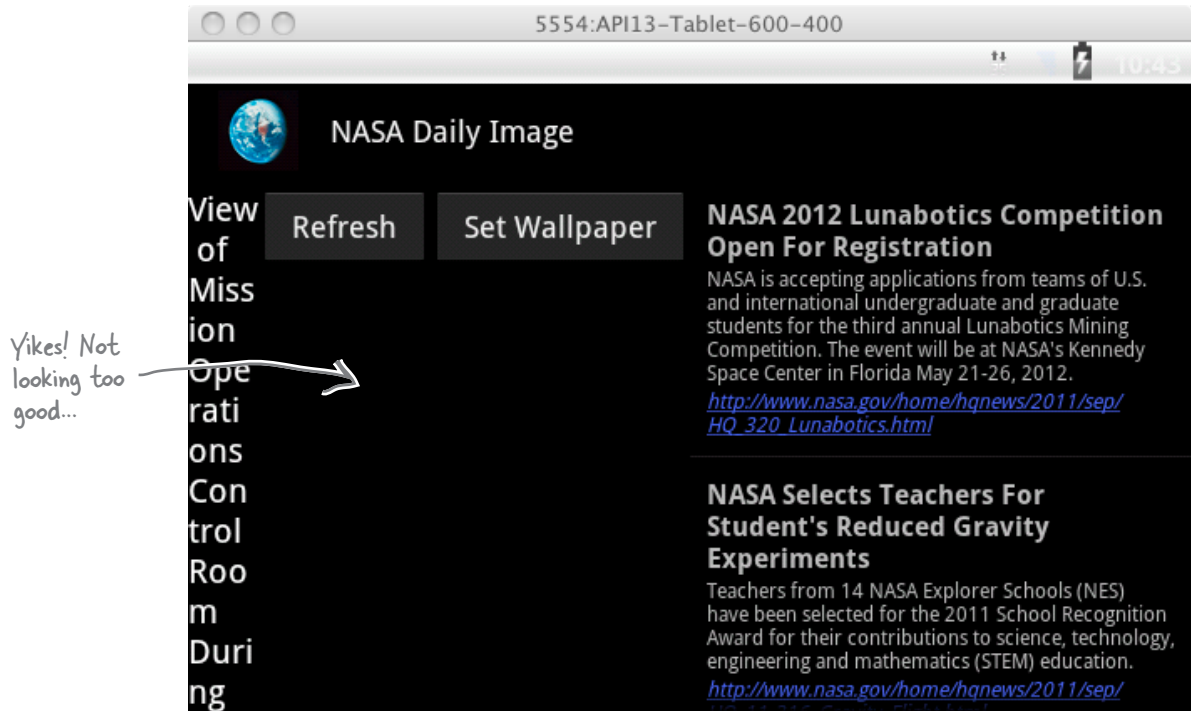 5554:API13-Tablet-600-400
10:43
NASA Daily Image
View
of
Miss
ion
Ope
rati
ons
Con
trol
Roo
m
Duri
ng
Refresh
Set Wallpaper
NASA 2012 Lunabotics Competition
Open For Registration
NASA is accepting applications from teams of U.S.
and international undergraduate and graduate
students for the third annual Lunabotics Mining
Competition. The event will be at NASA's Kennedy
Space Center in Florida May 21-26, 2012.
http://www.nasa.gov/home/hqnews/2011/sep/
HQ_320_Lunabotics.html
NASA Selects Teachers For
Student's Reduced Gravity
Experiments
Teachers from 14 NASA Explorer Schools (NES)
have been selected for the 2011 School Recognition
Award for their contributions to science, technology,
engineering and mathematics (STEM) education.
http://www.nasa.gov/home/hqnews/2011/sep/
Yikes! Not
looking too
good...